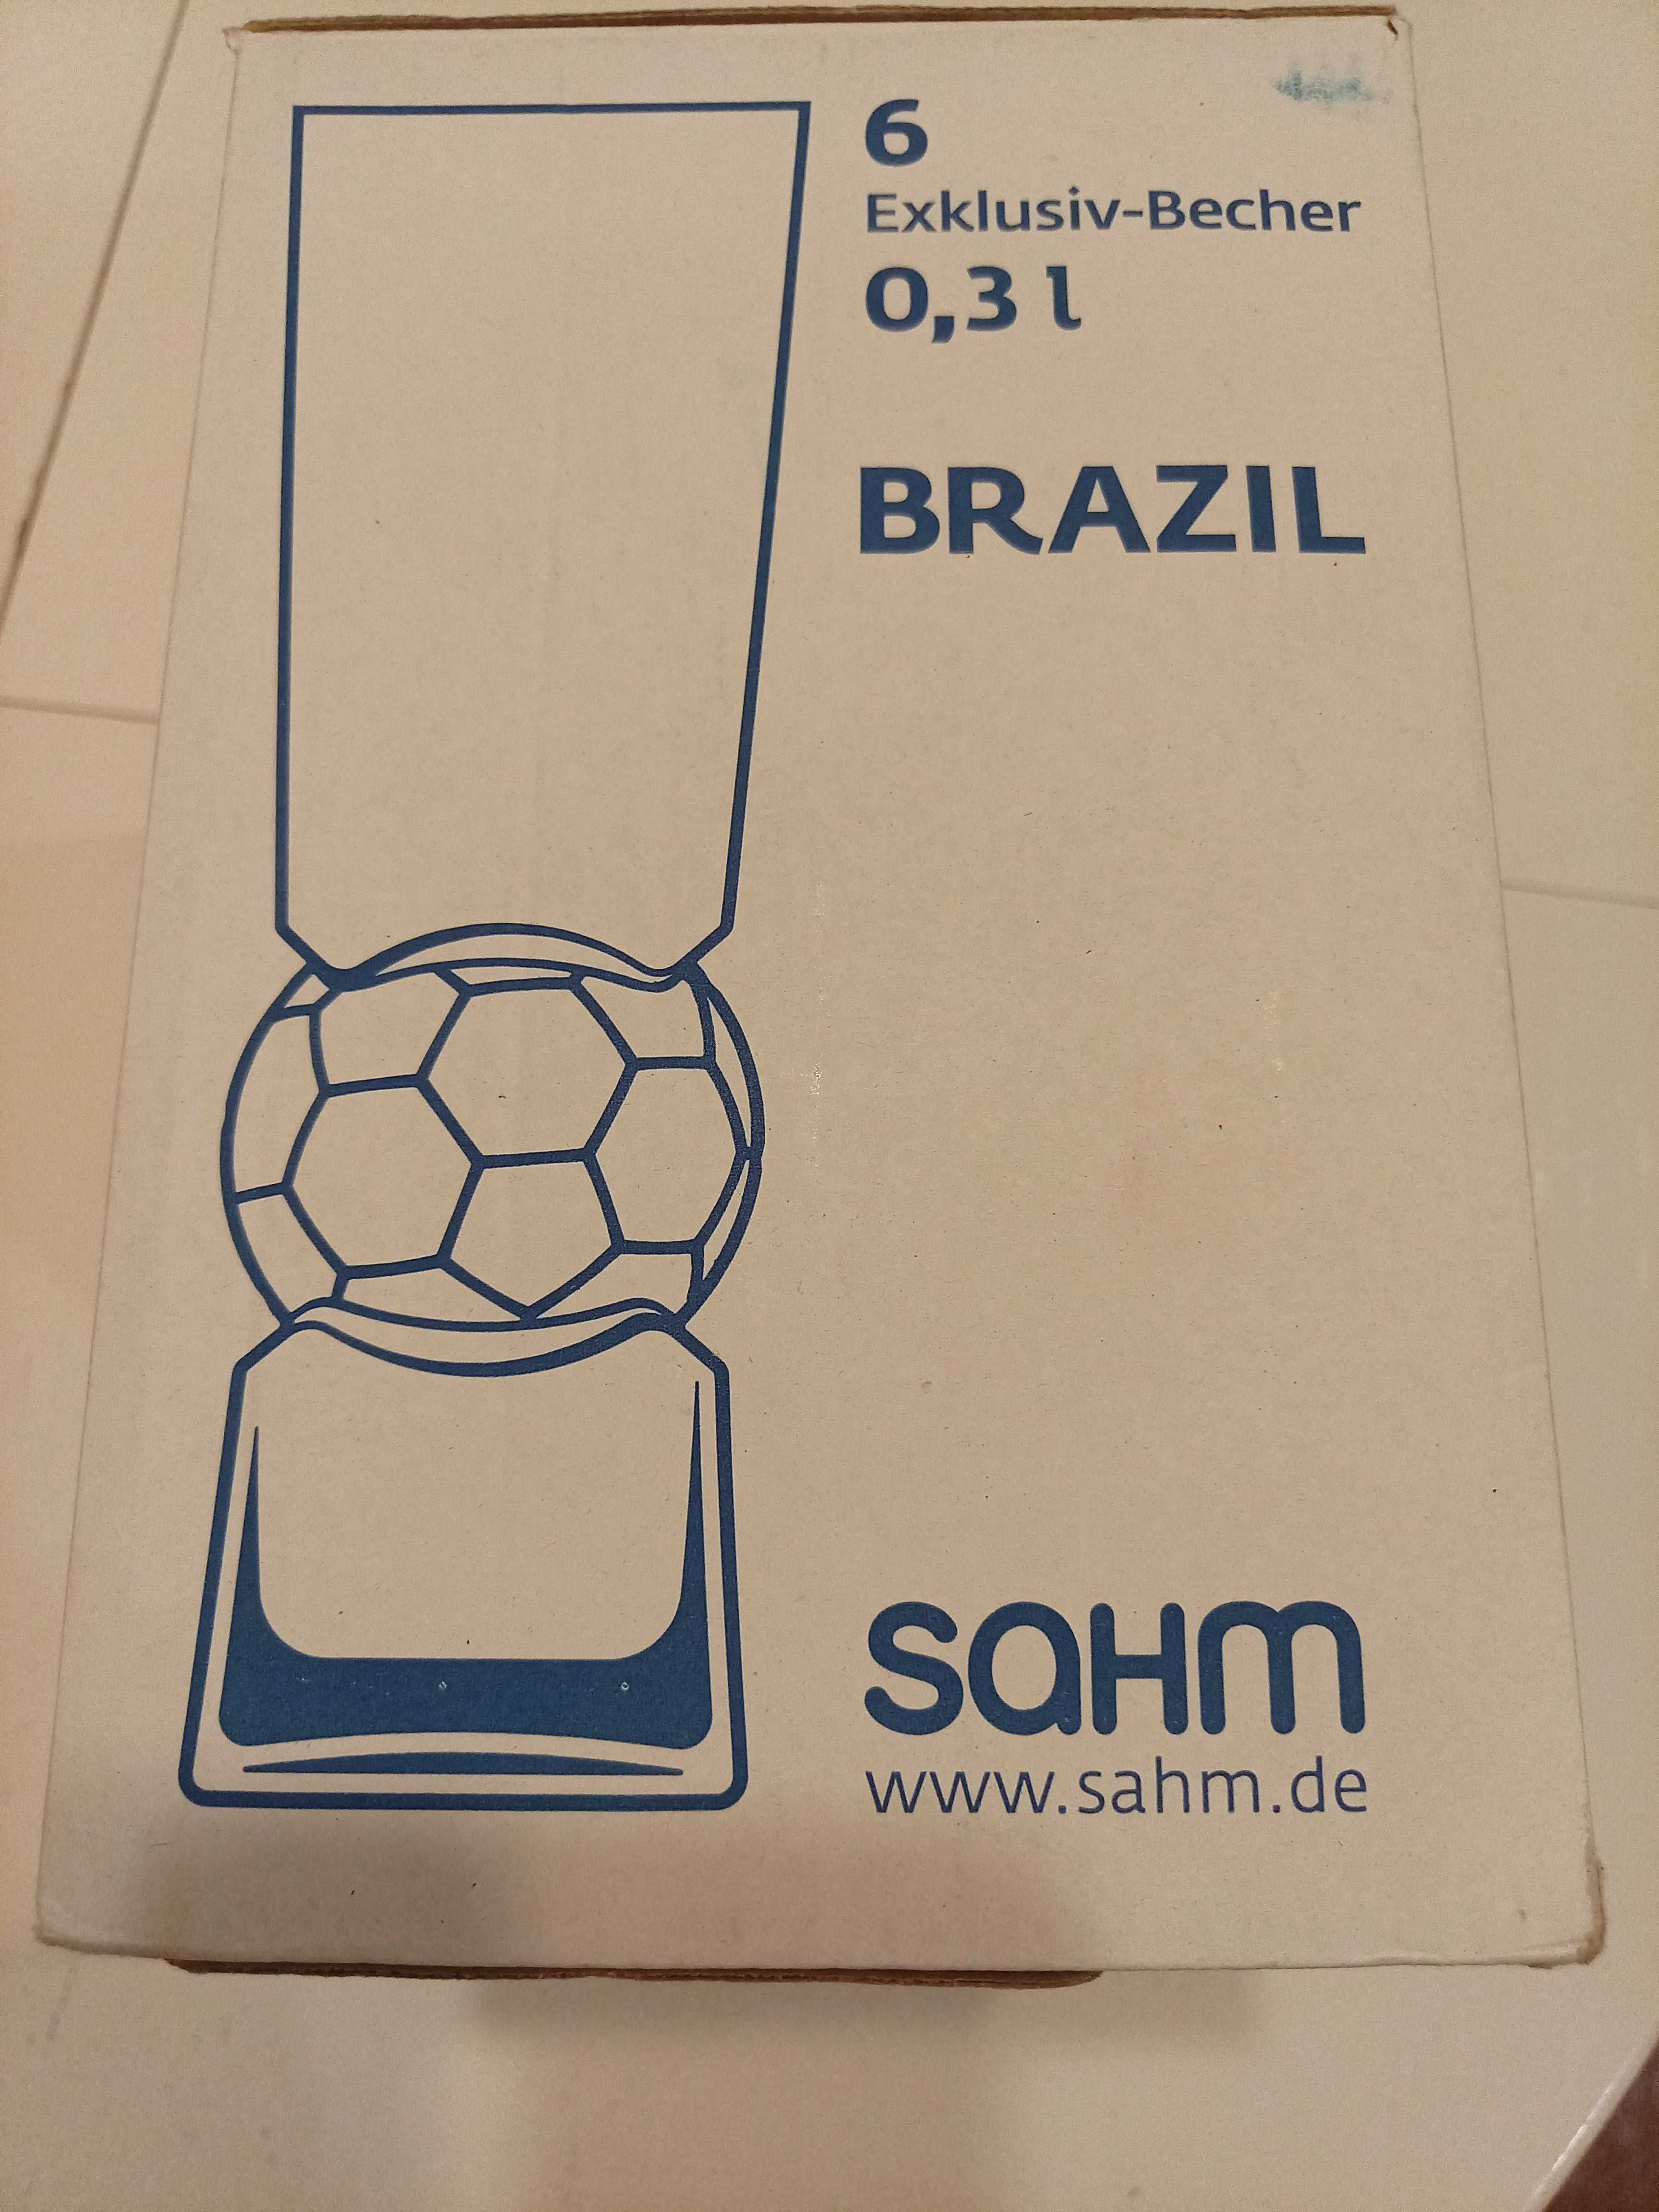 6
Exklusiv-Becher
0,3 l
BRAZIL
saHm
www.sahm.de